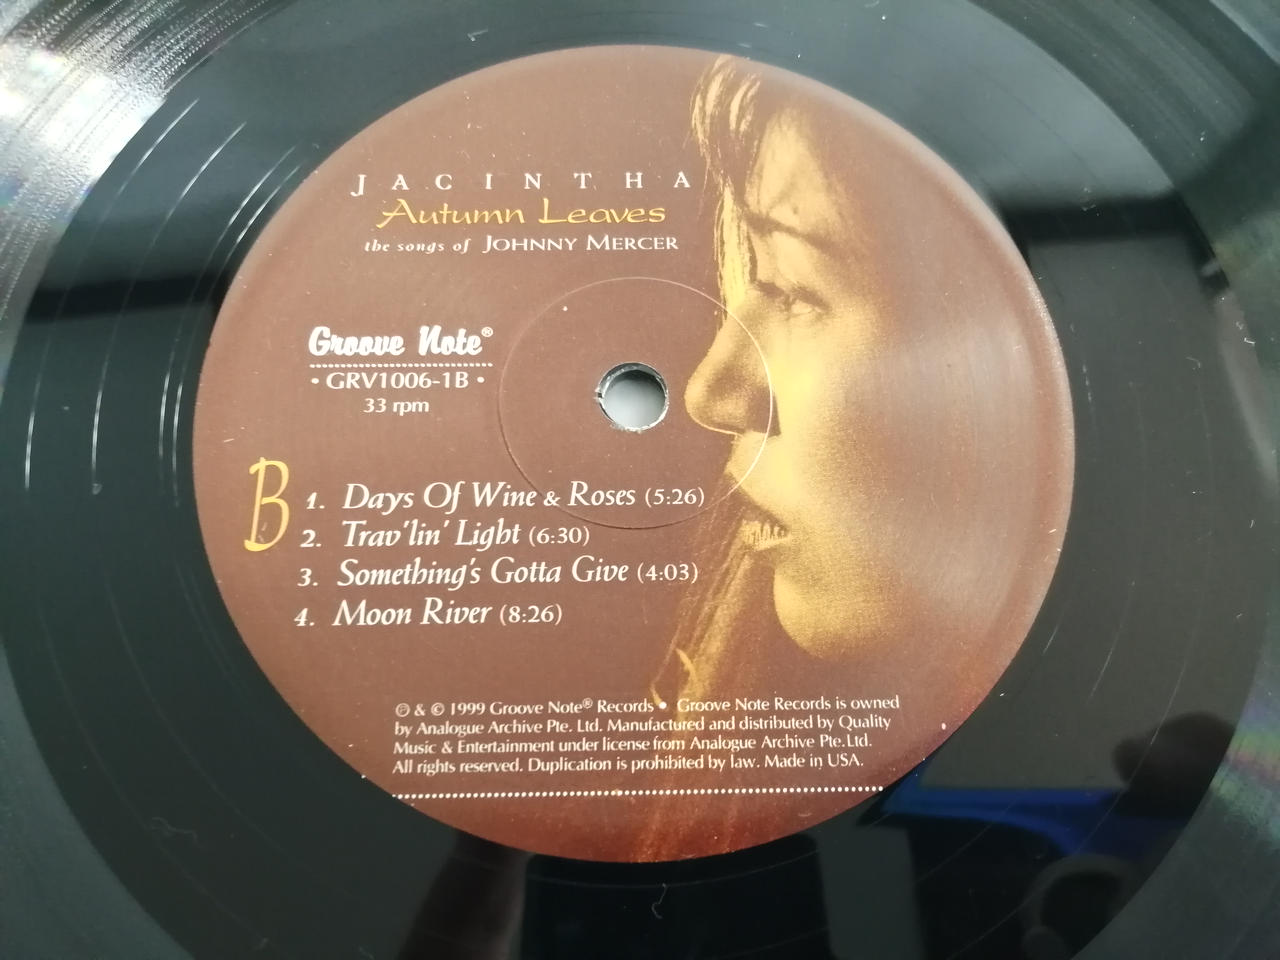 JACINTHA
Autumn Leaves
the songs of JOHNNY MERCER
Groove Note®
• GRV1006-1B •
33 rpm
B
1. Days Of Wine & Roses (5:26)
2. Trav'lin' Light (6:30)
3. Something's Gotta Give (4:03)
4. Moon River (8:26)
℗ & © 1999 Groove Note® Records • Groove Note Records is owned
by Analogue Archive Pte. Ltd. Manufactured and distributed by Quality
Music & Entertainment under license from Analogue Archive Pte. Ltd.
All rights reserved. Duplication is prohibited by law. Made in USA.